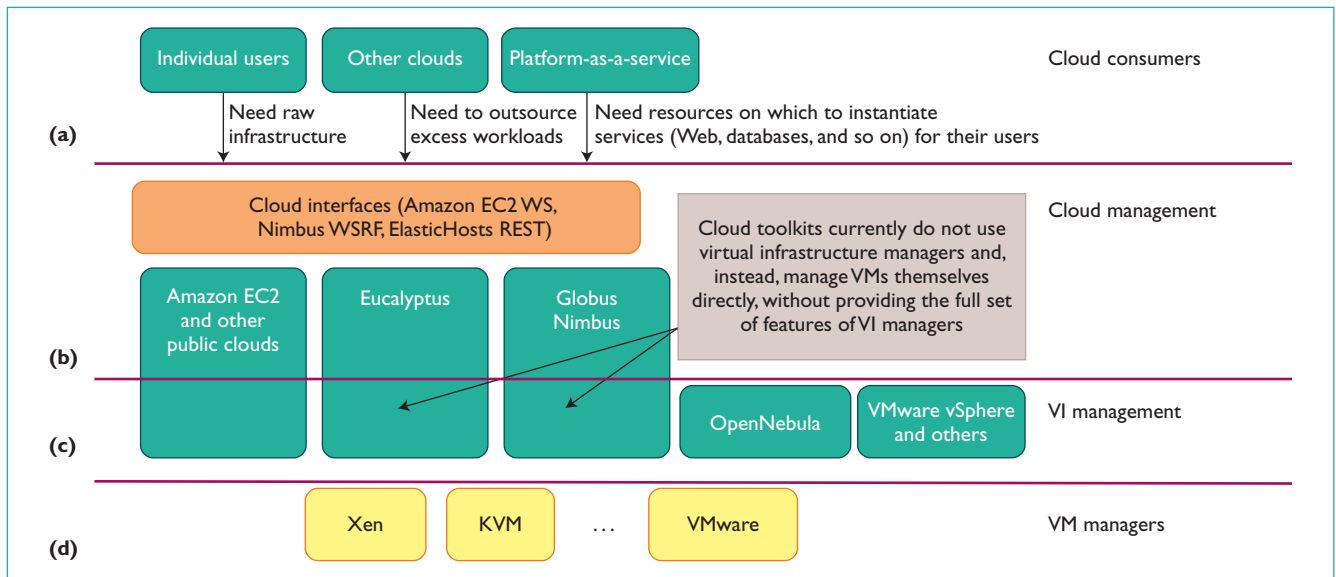 Individual users
Other clouds
Platform-as-a-service
Cloud consumers
Need raw
infrastructure
Need to outsource
excess workloads
Need resources on which to instantiate
services (Web, databases, and so on) for their users
(a)
Cloud interfaces (Amazon EC2 WS,
Nimbus WSRF, ElasticHosts REST)
Cloud toolkits currently do not use
virtual infrastructure managers and,
instead, manage VMs themselves
directly, without providing the full set
of features of VI managers
Cloud management
Amazon EC2
and other
public clouds
Eucalyptus
Globus
Nimbus
(b)
OpenNebula
VMware vSphere
and others
VI management
(c)
Xen
KVM
...
VMware
VM managers
(d)